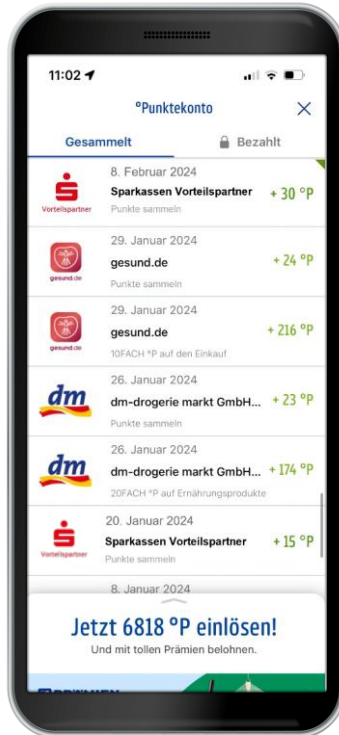 11:02
°Punktekonto
Gesammelt
Bezahlt
8. Februar 2024
Sparkassen Vorteilspartner
+ 30 °P
Vorteilspartner
Punkte sammeln
29. Januar 2024
gesund.de
+ 24 °P
gesund.de
Punkte sammeln
29. Januar 2024
gesund.de
+ 216 °P
gesund.de
10FACH °P auf den Einkauf
26. Januar 2024
dm
dm-drogerie markt GmbH...
+ 23 °P
Punkte sammeln
26. Januar 2024
dm
dm-drogerie markt GmbH...
+ 174 °P
20FACH °P auf Ernährungsprodukte
20. Januar 2024
Sparkassen Vorteilspartner
+ 15 °P
Vorteilspartner
Punkte sammeln
8. Januar 2024
Jetzt 6818 °P einlösen!
Und mit tollen Prämien belohnen.